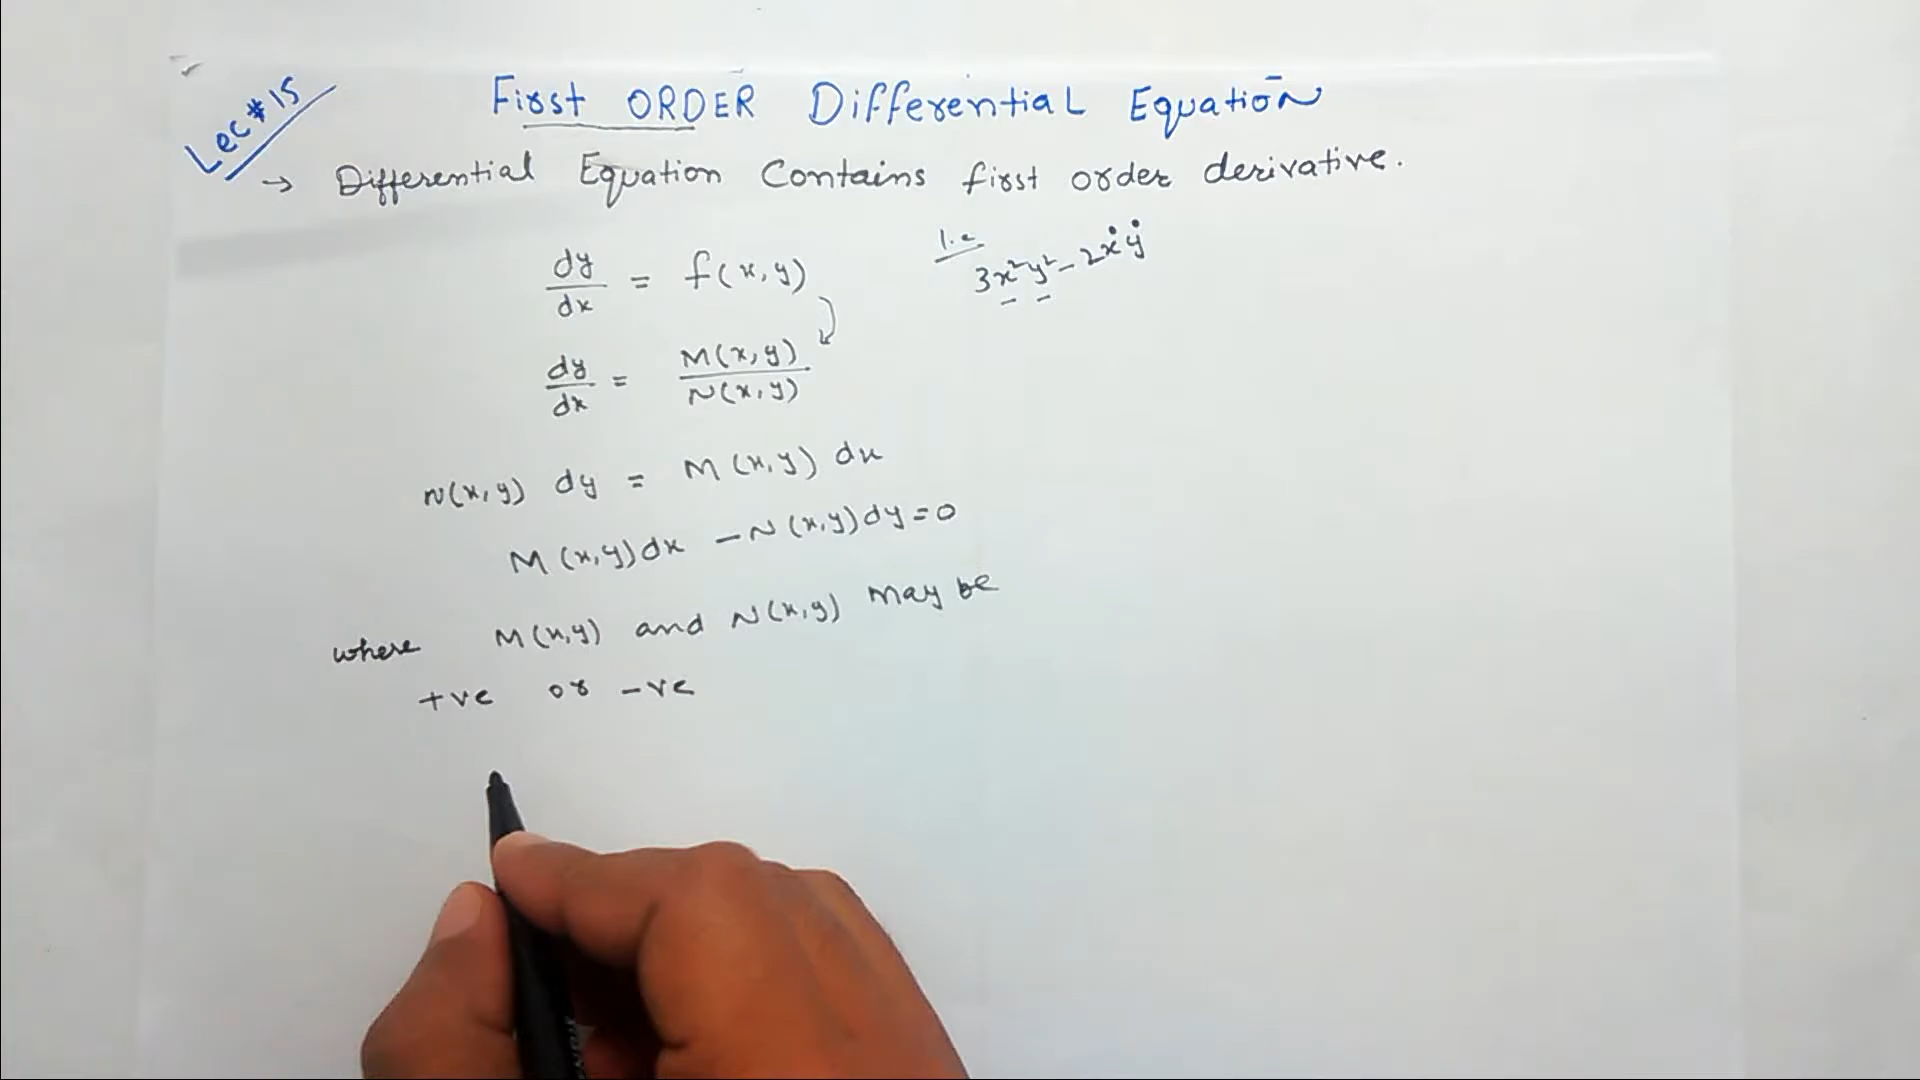 Lec#15
First ORDER Differential Equation
→ Differential Equation Contains first order derivative.
dy/dx = f(x,y)
i.e
3x²y² - 2xy
dy/dx = M(x,y)/N(x,y)
N(x,y) dy = M(x,y) dx
M(x,y)dx - N(x,y)dy = 0
where M(x,y) and N(x,y) may be
+ve or -ve